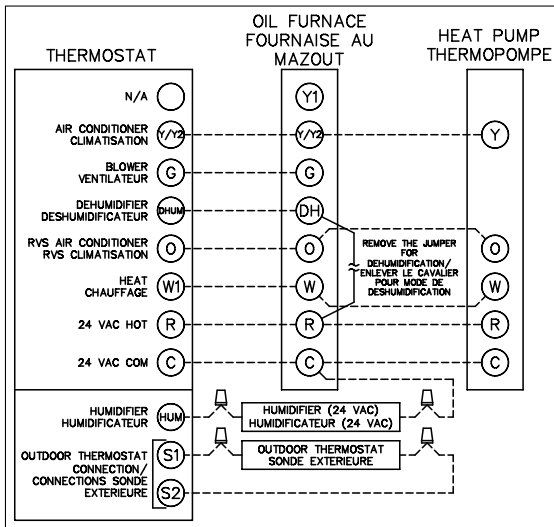 THERMOSTAT
OIL FURNACE
FOURNAISE AU
MAZOUT
HEAT PUMP
THERMOPOMPE
N/A
Y1
AIR CONDITIONER
CLIMATISATION
Y/Y2
Y/Y2
Y
BLOWER
VENTILATEUR
G
G
DEHUMIDIFIER
DESHUMIDIFICATEUR
DHUM
DH
RVS AIR CONDITIONER
RVS CLIMATISATION
O
O
O
REMOVE THE JUMPER
FOR
DEHUMIDIFICATION/
ENLEVER LE CAVALIER
POUR MODE DE
DESHUMIDIFICATION
HEAT
CHAUFFAGE
W1
W
W
24 VAC HOT
R
R
R
24 VAC COM
C
C
C
HUMIDIFIER
HUMIDIFICATEUR
HUM
HUMIDIFIER (24 VAC)
HUMIDIFICATEUR (24 VAC)
OUTDOOR THERMOSTAT
CONNECTION/
CONNECTIONS SONDE
EXTERIEURE
S1
S2
OUTDOOR THERMOSTAT
SONDE EXTERIEURE